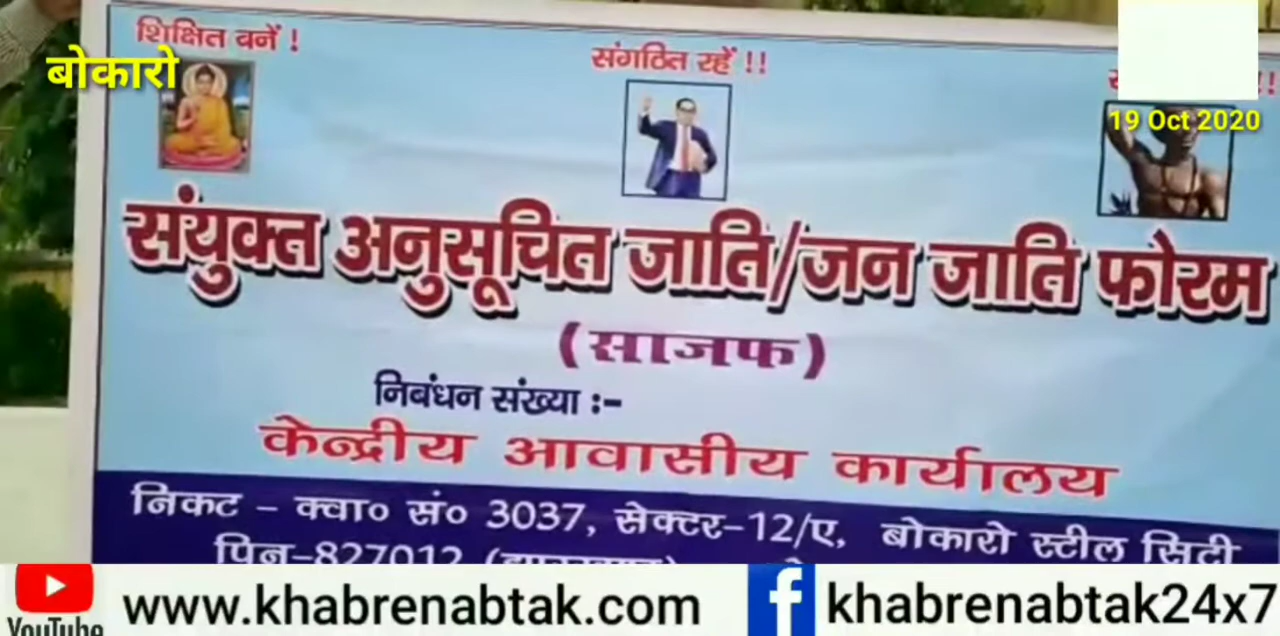 शिक्षित बनें !
संगठित रहें !!
बोकारो
19 Oct 2020
संयुक्त अनुसूचित जाति/जन जाति फोरम
(साजफ)
निबंधन संख्या :-
केन्द्रीय आवासीय कार्यालय
निकट - क्वा० सं० 3037, सेक्टर-12/ए, बोकारो स्टील सिटी
पिन-827012
YouTube
www.khabrenabtak.com
khabrenabtak24x7